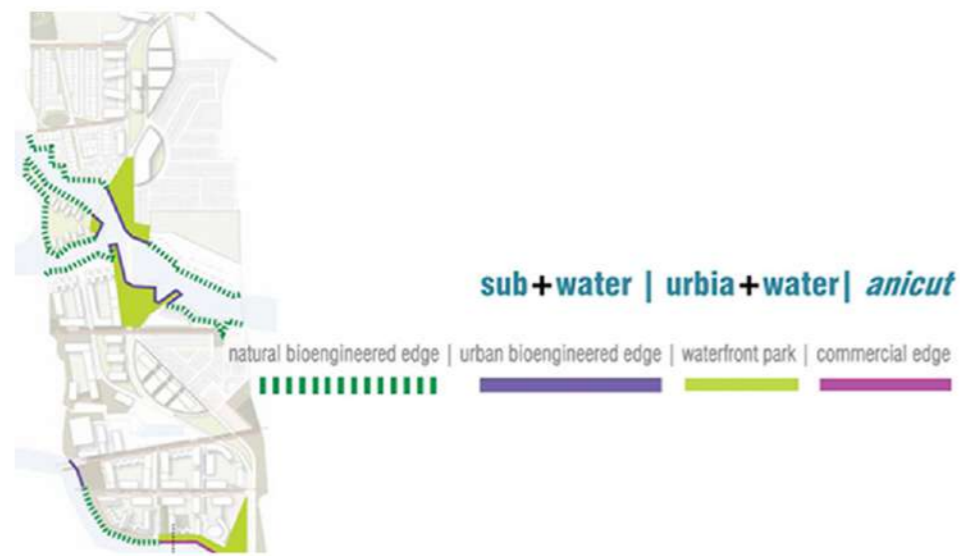 sub+water | urbia+water| anicut
natural bioengineered edge | urban bioengineered edge | waterfront park | commercial edge